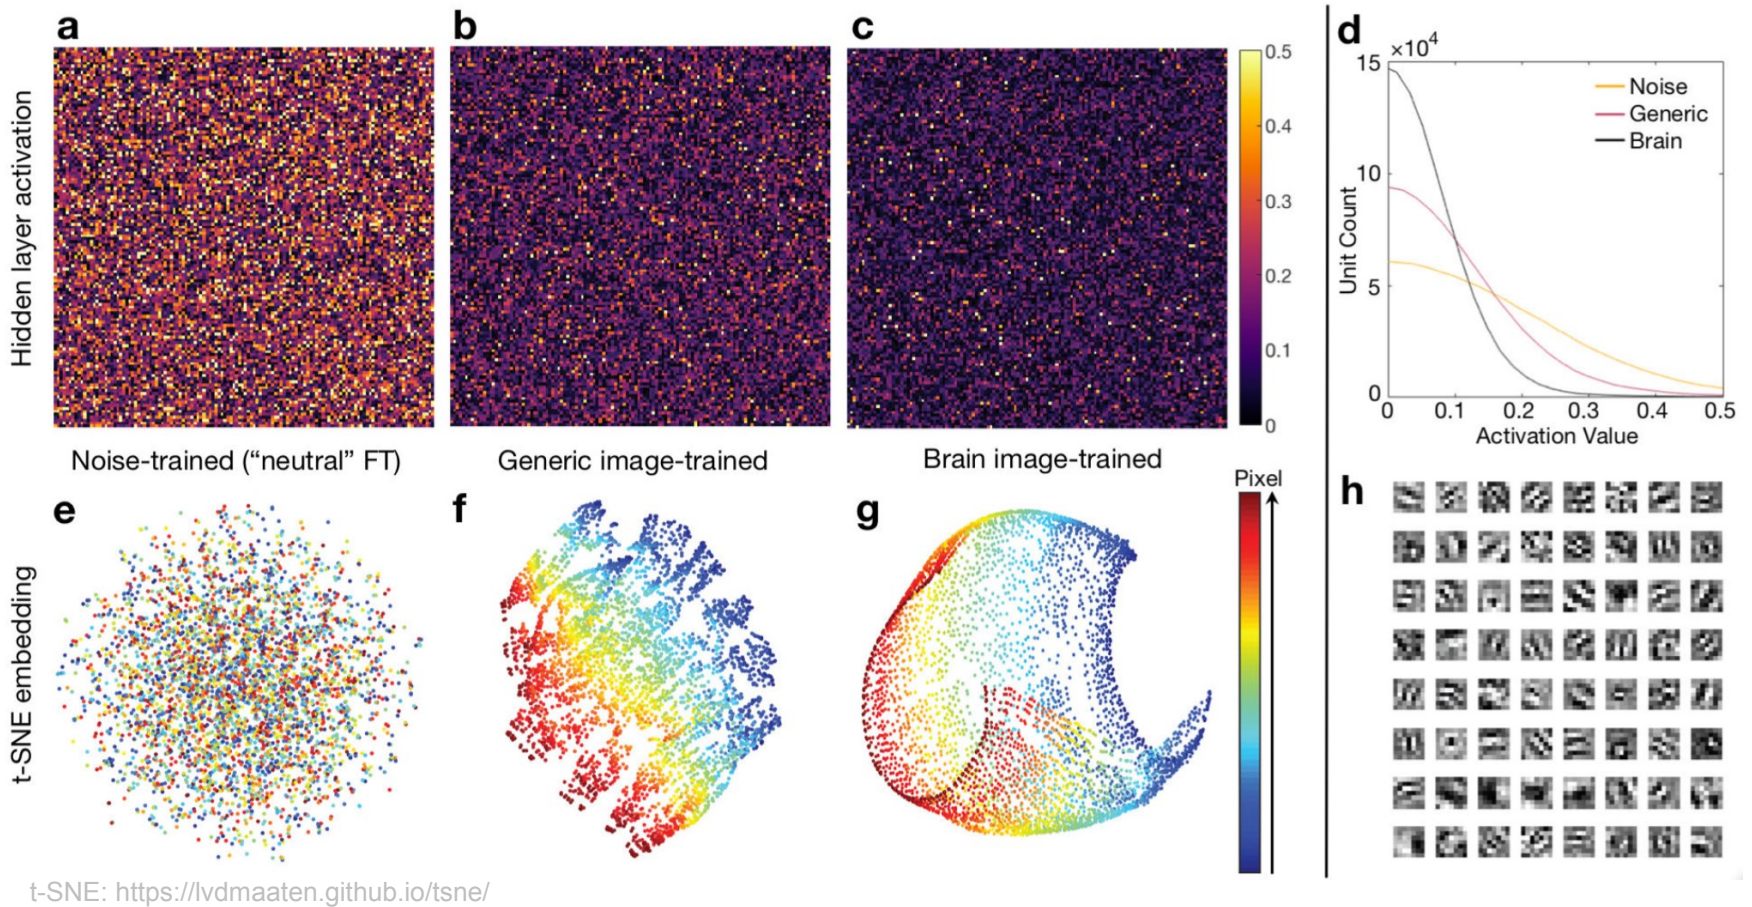 a
b
c
d
Hidden layer activation
0.5
0.4
0.3
0.2
0.1
0
×10⁴
15
10
5
0
Unit Count
Noise
Generic
Brain
0 0.1 0.2 0.3 0.4 0.5
Activation Value
Noise-trained (“neutral” FT)
Generic image-trained
Brain image-trained
Pixel
e
f
g
h
t-SNE embedding
t-SNE: https://lvdmaaten.github.io/tsne/